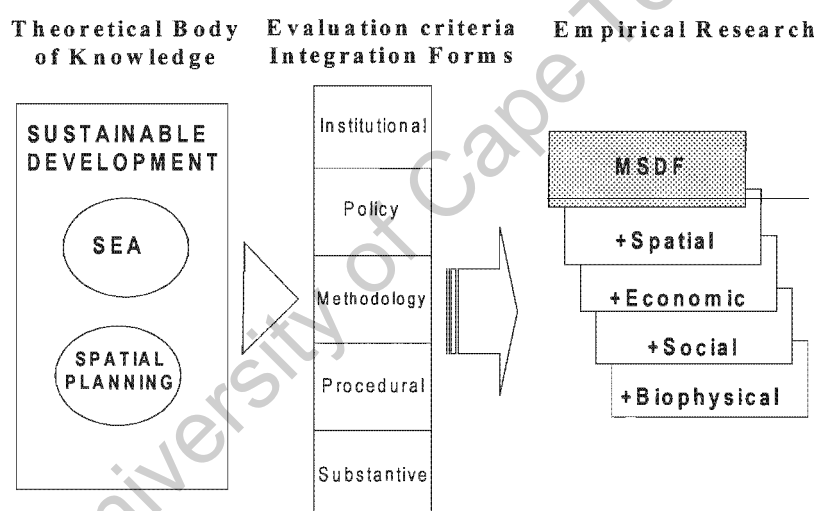 Theoretical Body
of Knowledge
Evaluation criteria
Integration Forms
Empirical Research
SUSTAINABLE
DEVELOPMENT
SEA
SPATIAL
PLANNING
Institutional
Policy
Methodology
Procedural
Substantive
MSDF
+Spatial
+Economic
+Social
+Biophysical
University of Cape To